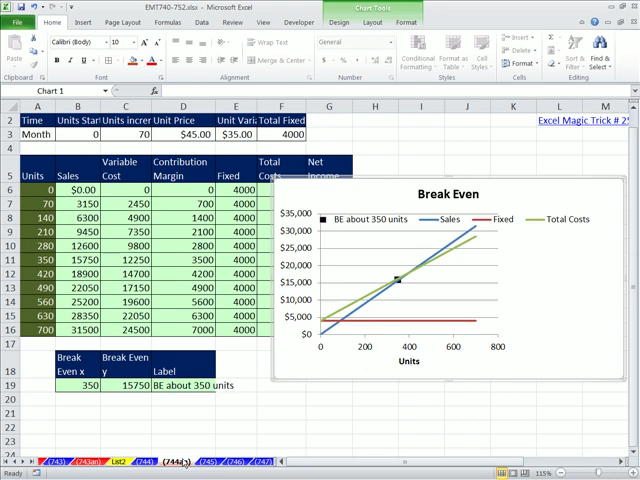 EMT740-752.xlsx - Microsoft Excel
Chart Tools
File Home Insert Page Layout Formulas Data Review View Developer Design Layout Format
Calibri (Body) 10 Wrap Text General Insert
Delete
Paste Merge & Center Conditional Formatting Format as Table Cell Styles Format Sort & Filter Find & Select
Clipboard Font Alignment Number Styles Cells Editing
Chart 1
A B C D E F G H I J K L M
2 Time Units Start Units incre Unit Price Unit Vari Total Fixed Excel Magic Trick # 25
3 Month 0 70 $45.00 $35.00 4000
4
5 Units Sales Variable Cost Contribution Margin Fixed Total Costs Net Income
6 0 $0.00 0 0 4000
7 70 3150 2450 700 4000
8 140 6300 4900 1400 4000
9 210 9450 7350 2100 4000
10 280 12600 9800 2800 4000
11 350 15750 12250 3500 4000
12 420 18900 14700 4200 4000
13 490 22050 17150 4900 4000
14 560 25200 19600 5600 4000
15 630 28350 22050 6300 4000
16 700 31500 24500 7000 4000
17
18 Break Even x Break Even y Label
19 350 15750 BE about 350 units
20
21
22
23
24
Break Even
$35,000
$30,000
$25,000
$20,000
$15,000
$10,000
$5,000
$0
BE about 350 units Sales Fixed Total Costs
0 200 400 600 800
Units
(743) (743an) List2 (744) (744an) (745) (746) (747)
Ready 115%